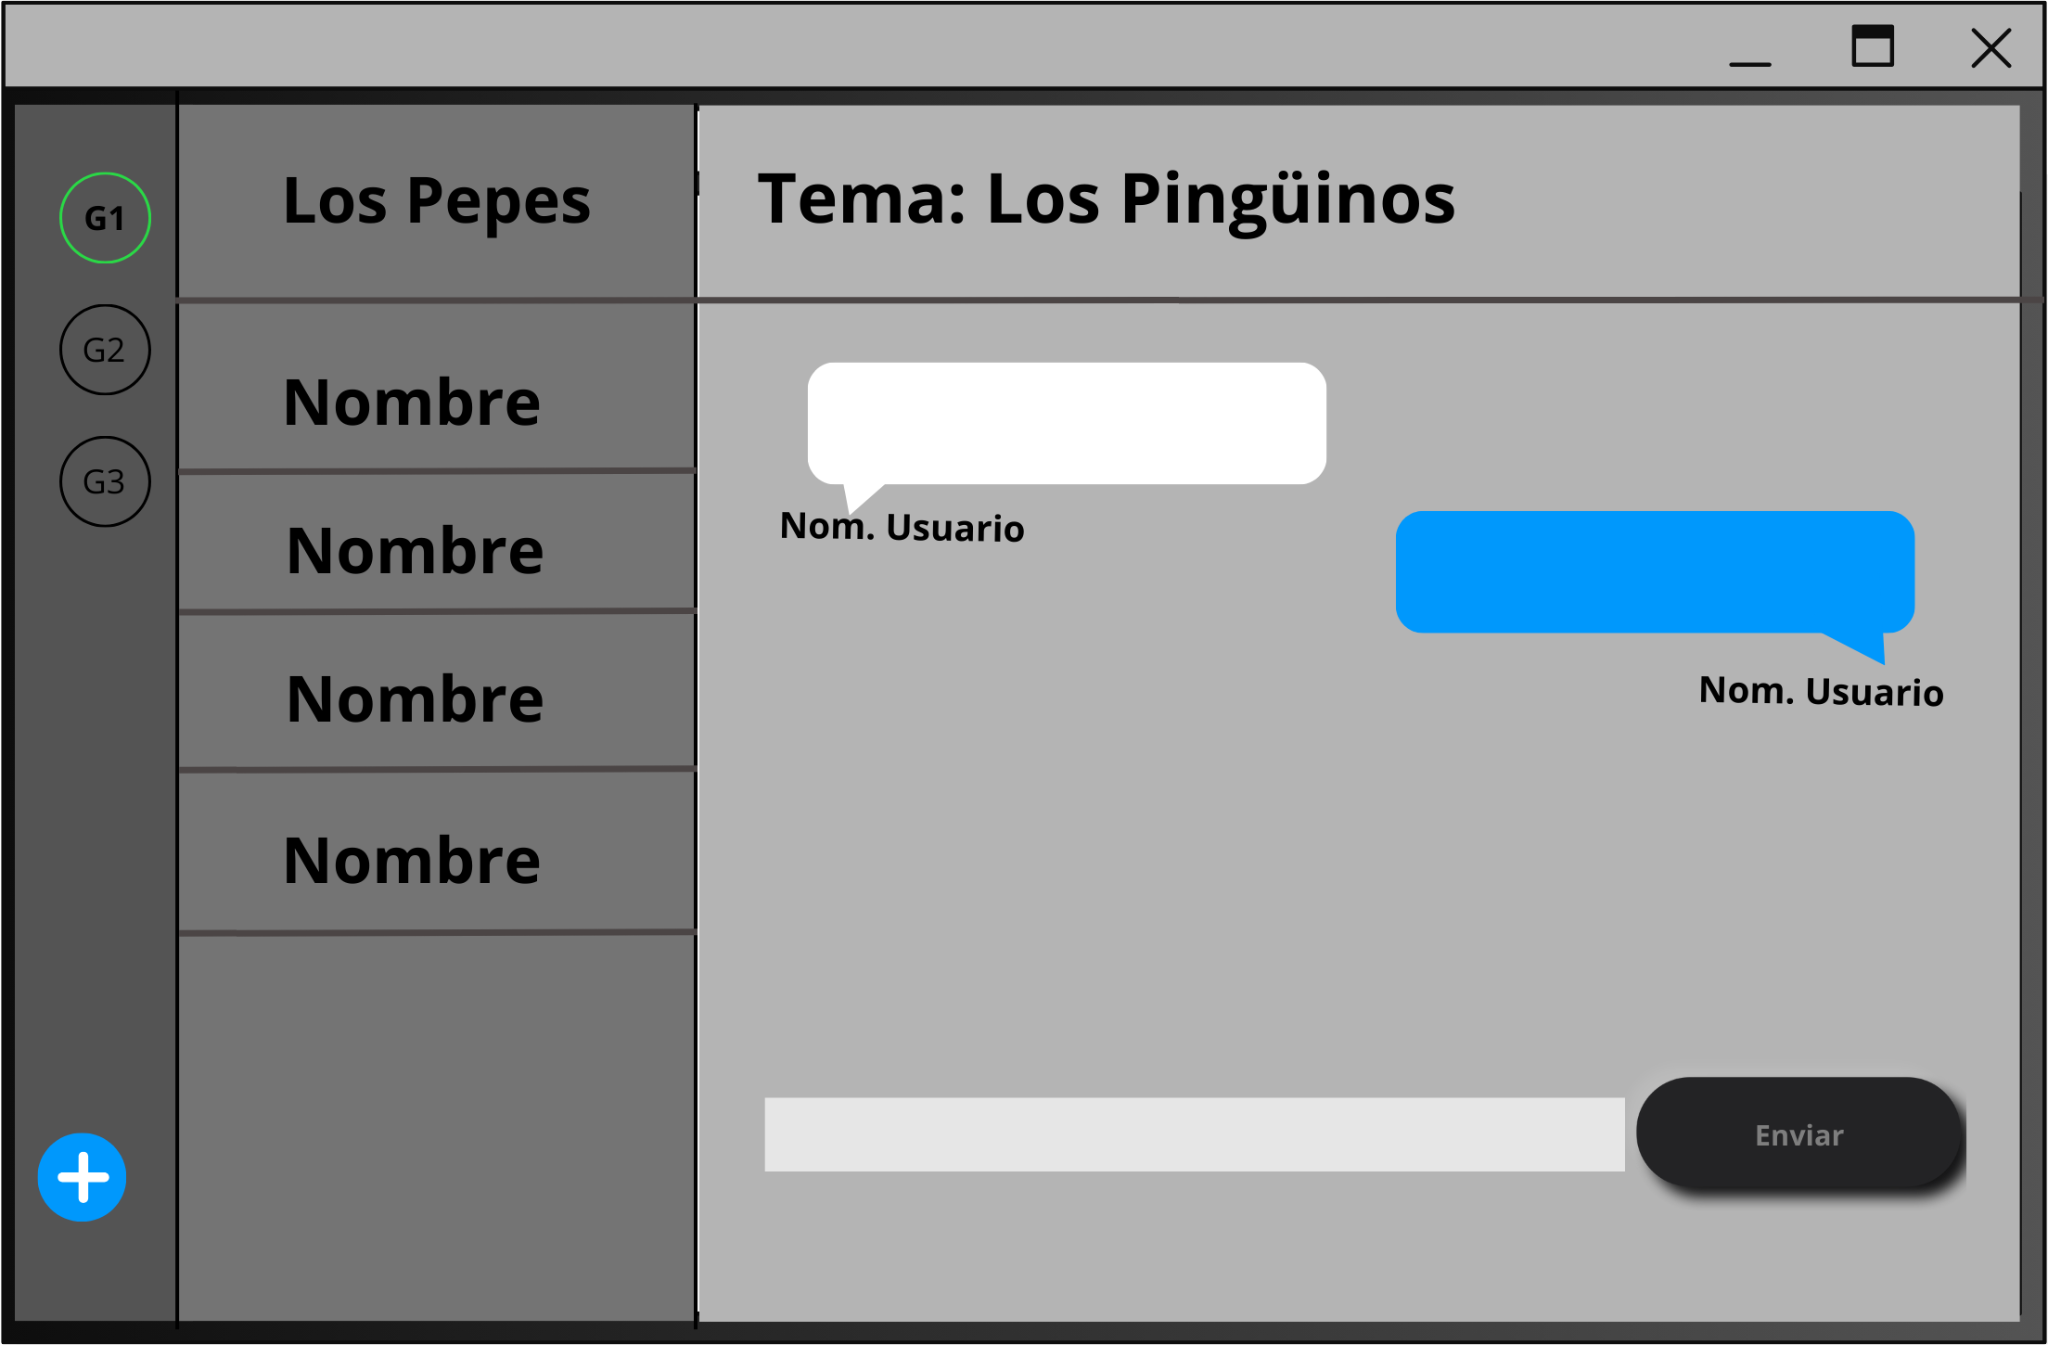 G1
G2
G3
Los Pepes
Nombre
Nombre
Nombre
Nombre
Tema: Los Pingüinos
Nom. Usuario
Nom. Usuario
Enviar